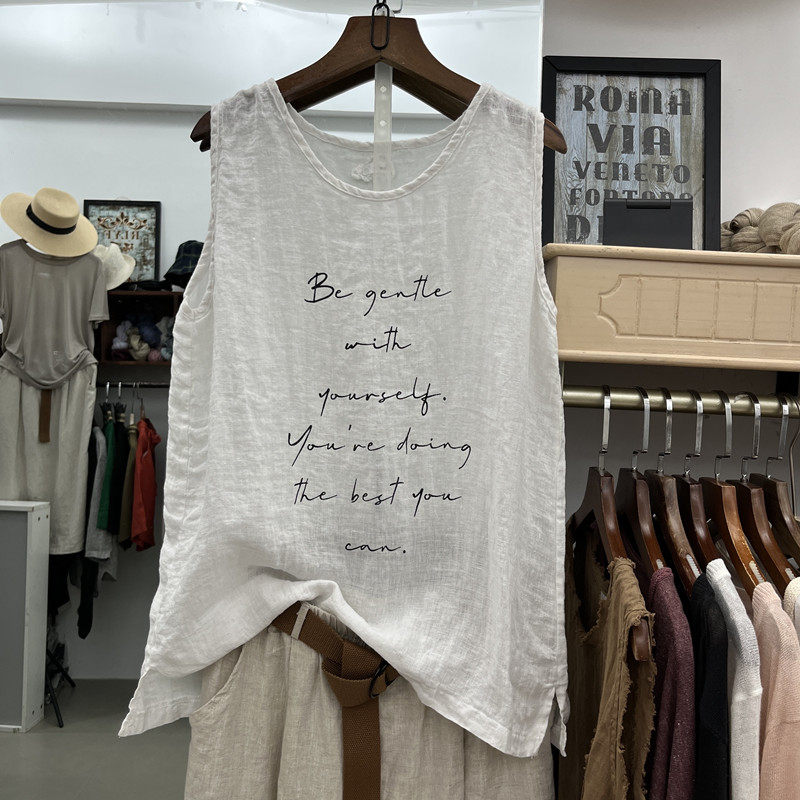 Be gentle
with
yourself.
You're doing
the best you
can.
ROMA
VIA
VENETO